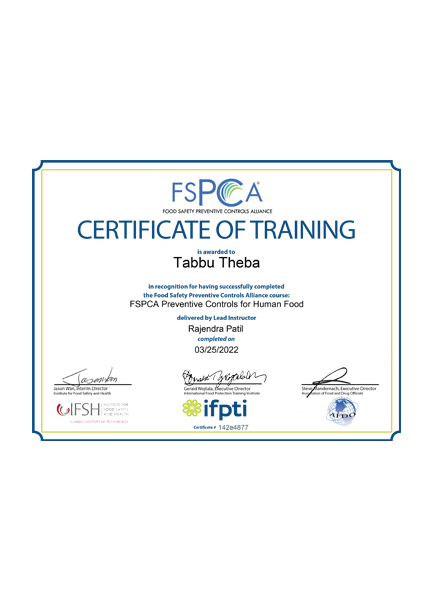 FSPCA®
FOOD SAFETY PREVENTIVE CONTROLS ALLIANCE
CERTIFICATE OF TRAINING
is awarded to
Tabbu Theba
in recognition for having successfully completed
the Food Safety Preventive Controls Alliance course:
FSPCA Preventive Controls for Human Food
delivered by Lead Instructor
Rajendra Patil
completed on
03/25/2022
Jason Wan, Interim Director
Institute for Food Safety and Health
Gerald Wojtala, Executive Director
International Food Protection Training Institute
Steve Mandernach, Executive Director
Association of Food and Drug Officials
IFSH
INSTITUTE FOR
FOOD SAFETY
AND HEALTH
ILLINOIS INSTITUTE OF TECHNOLOGY
ifpti
AFDO
Certificate # 142e4877